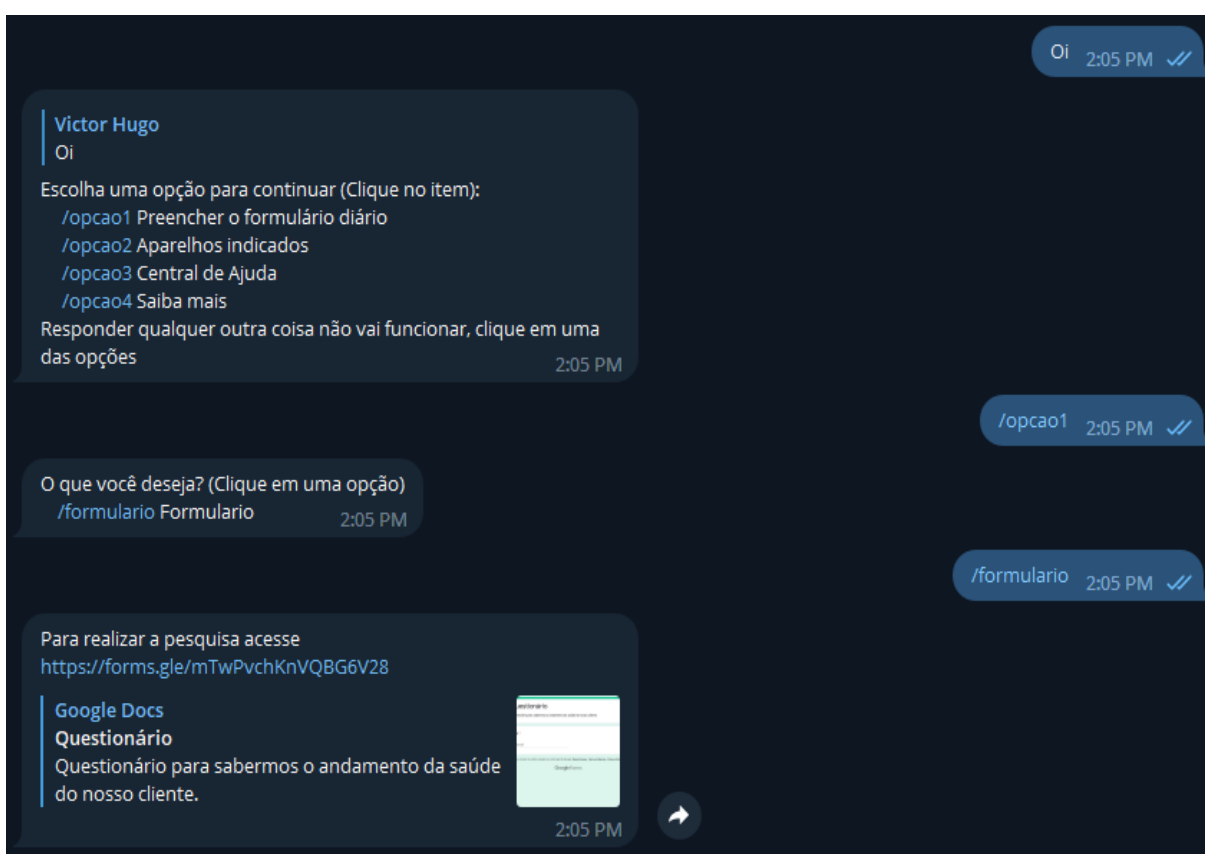 Oi 2:05 PM
Victor Hugo
Oi
Escolha uma opção para continuar (Clique no item):
/opcao1 Preencher o formulário diário
/opcao2 Aparelhos indicados
/opcao3 Central de Ajuda
/opcao4 Saiba mais
Responder qualquer outra coisa não vai funcionar, clique em uma
das opções 2:05 PM
/opcao1 2:05 PM
O que você deseja? (Clique em uma opção)
/formulario Formulario 2:05 PM
/formulario 2:05 PM
Para realizar a pesquisa acesse
https://forms.gle/mTwPvchKnVQBG6V28
Google Docs
Questionário
Questionário para sabermos o andamento da saúde
do nosso cliente.
2:05 PM